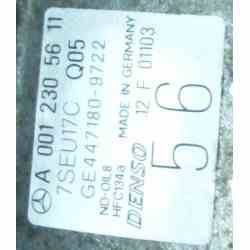 A 001 230 56 11
7SEU17C Q05
GE447180-9722
ND-OIL8
HFC134a
MADE IN GERMANY
DENSO 12 F 01103
5 6